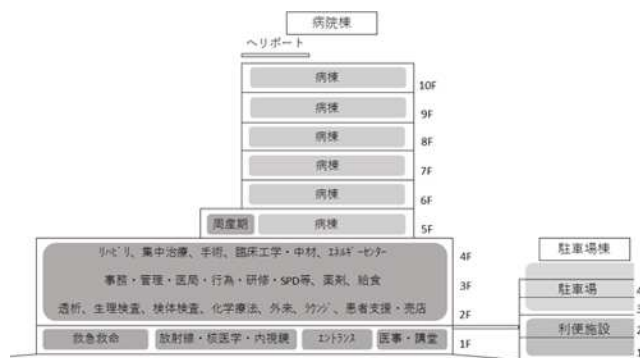 病院棟
ヘリポート
病棟
10F
病棟
9F
病棟
8F
病棟
7F
病棟
6F
周産期
病棟
5F
リハビリ、集中治療、手術、臨床工学・中材、エネルギーセンター
4F
事務・管理・医局・行為・研修・SPD等、薬剤、給食
3F
透析、生理検査、検体検査、化学療法、外来、ラウンジ、患者支援・売店
2F
救急救命
放射線・核医学・内視鏡
エントランス
医事・講堂
1F
駐車場棟
駐車場
4
3
利便施設
2
1